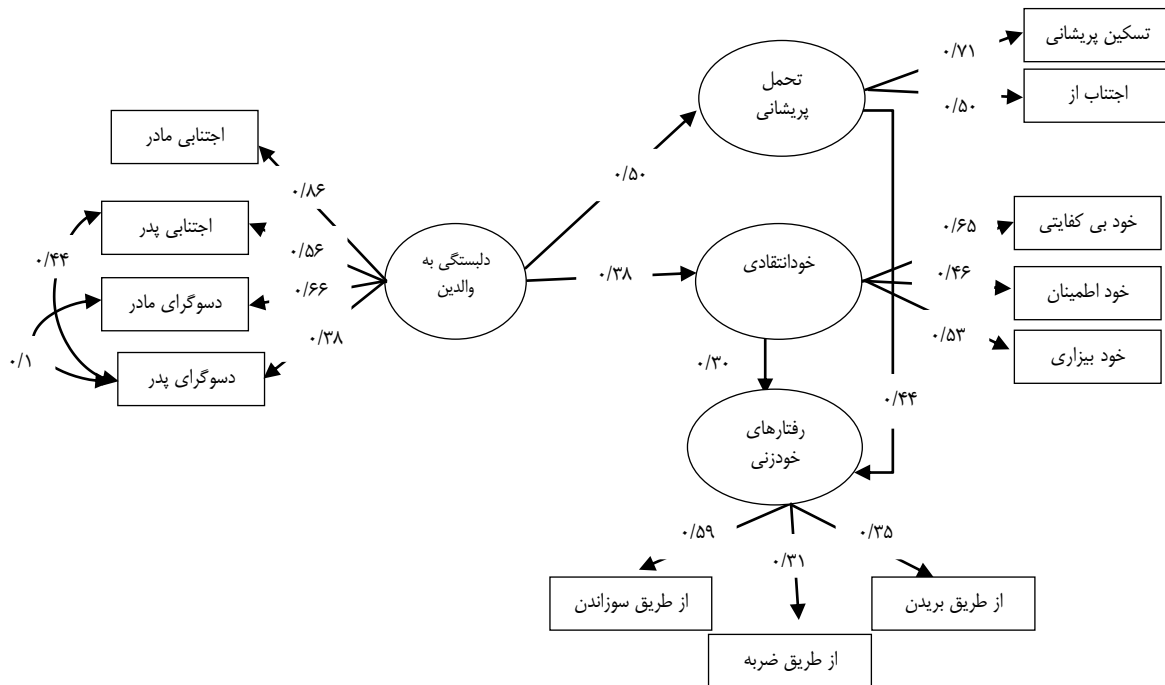 تسکین پریشانی
۰/۷۱
تحمل
پریشانی
اجتناب از
۰/۵۰
اجتنابی مادر
۰/۸۶
۰/۵۰
اجتنابی پدر
۰/۵۶
۰/۴۴
دلبستگی به
والدین
۰/۳۸
خودانتقادی
خود بی کفایتی
۰/۶۵
خود اطمینان
۰/۴۶
خود بیزاری
۰/۵۳
دسوگرای مادر
۰/۶۶
دسوگرای پدر
۰/۳۸
۰/۱
۰/۳۰
۰/۴۴
رفتارهای
خودزنی
۰/۳۵
۰/۳۱
۰/۵۹
از طریق بریدن
از طریق سوزاندن
از طریق ضربه